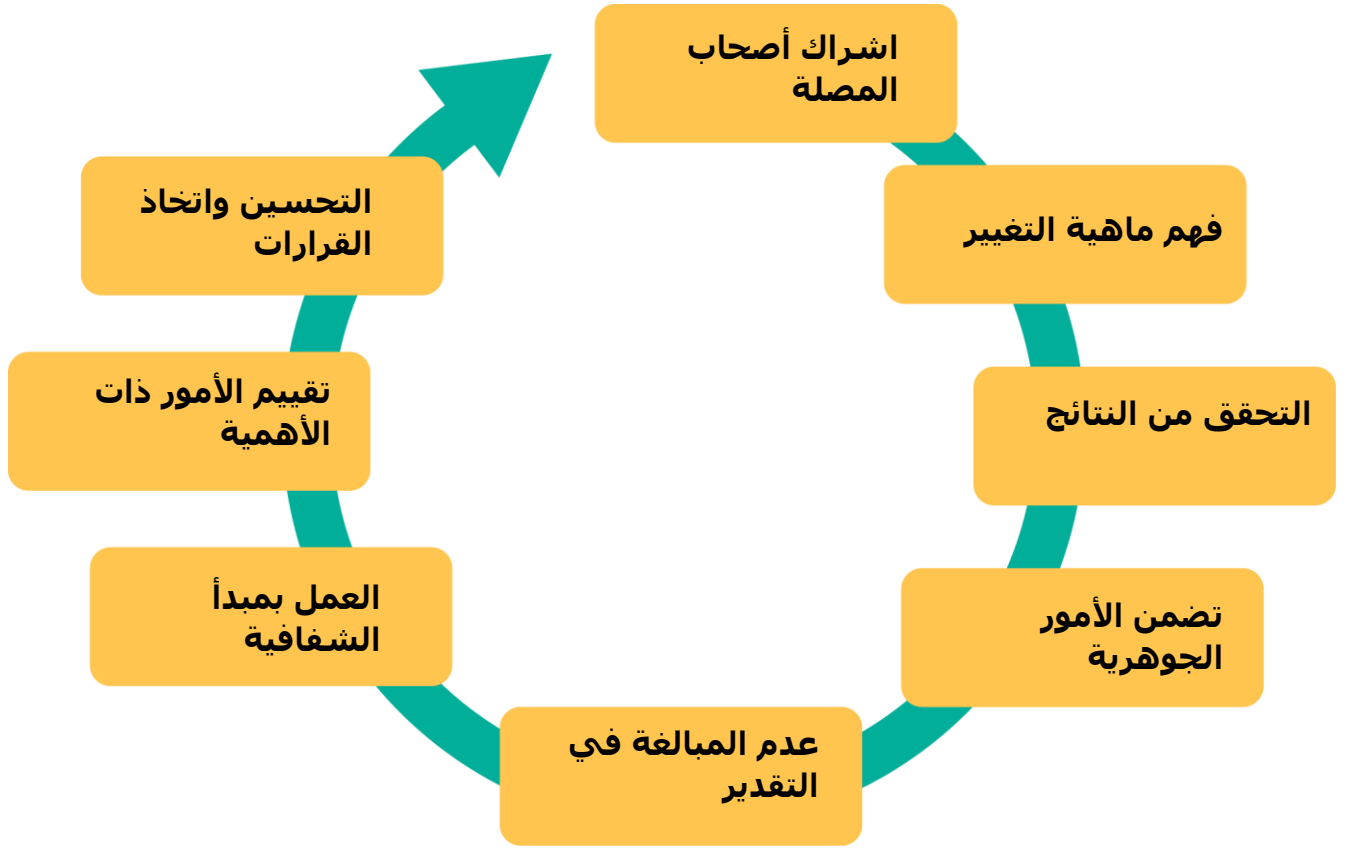 اشراك أصحاب
المصلة
فهم ماهية التغيير
التحقق من النتائج
تضمن الأمور
الجوهرية
عدم المبالغة في
التقدير
العمل بمبدأ
الشفافية
تقييم الأمور ذات
الأهمية
التحسين واتخاذ
القرارات